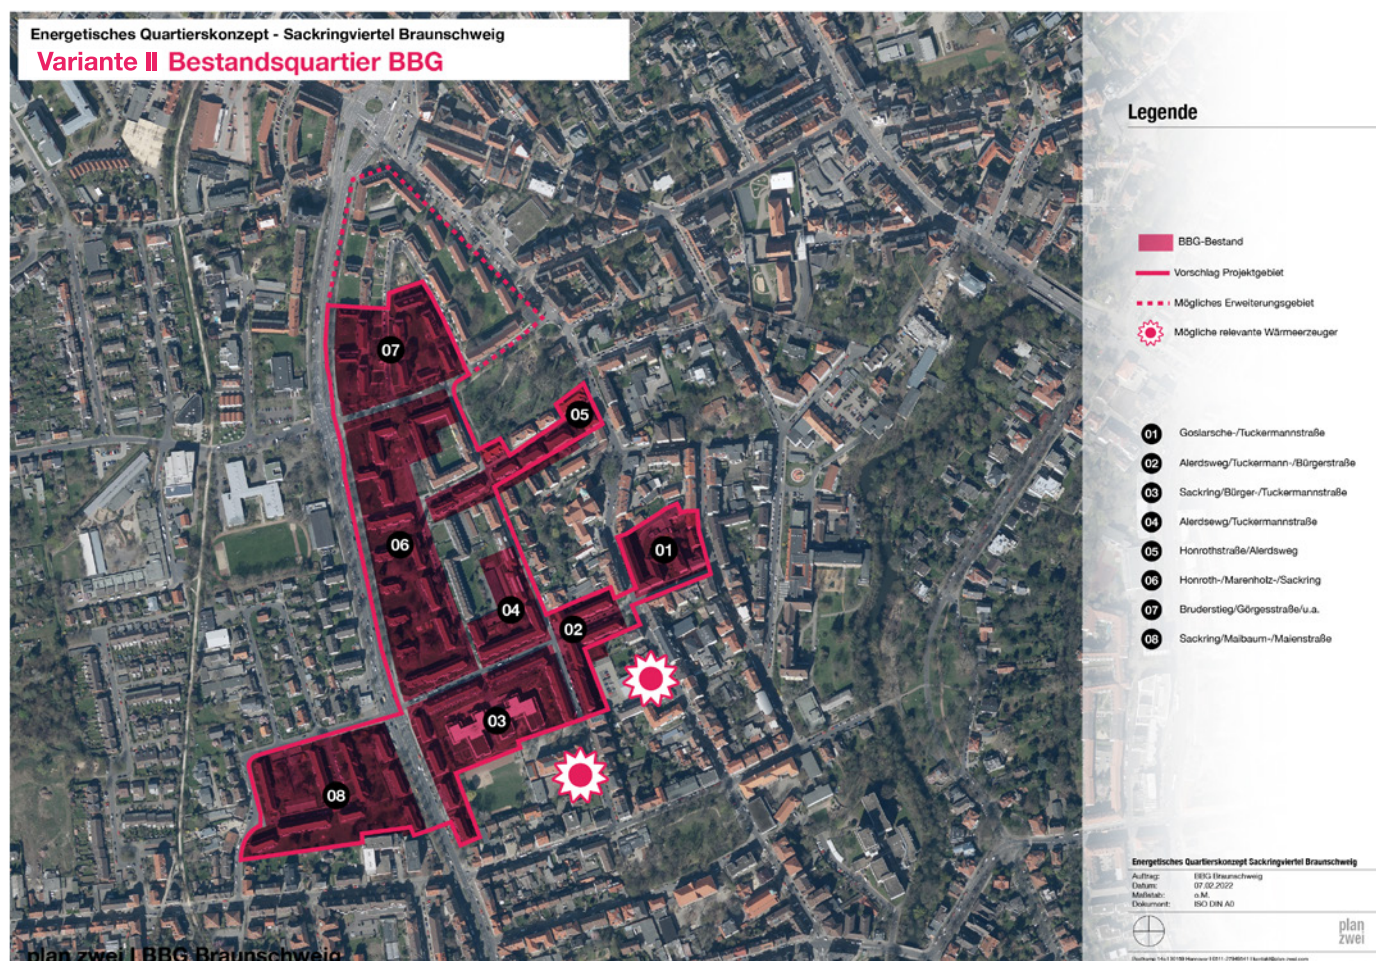 Energetisches Quartierskonzept - Sackringviertel Braunschweig
Variante II Bestandsquartier BBG
Legende
BBG-Bestand
Vorschlag Projektgebiet
Mögliches Erweiterungsgebiet
Mögliche relevante Wärmeerzeuger
01 Goslarsche-/Tuckermannstraße
02 Alerdsweg/Tuckermann-/Bürgerstraße
03 Sackring/Bürger-/Tuckermannstraße
04 Alerdsewg/Tuckermannstraße
05 Honrothstraße/Alerdsweg
06 Honroth-/Marenholz-/Sackring
07 Bruderstieg/Görgesstraße/u.a.
08 Sackring/Maibaum-/Maienstraße
07
05
06
01
04
02
03
08
Energetisches Quartierskonzept Sackringviertel Braunschweig
Auftrag: BBG Braunschweig
Datum: 07.02.2022
Maßstab: o.M.
Dokument: ISO DIN A0
plan
zwei
plan zwei I BBG Braunschweig